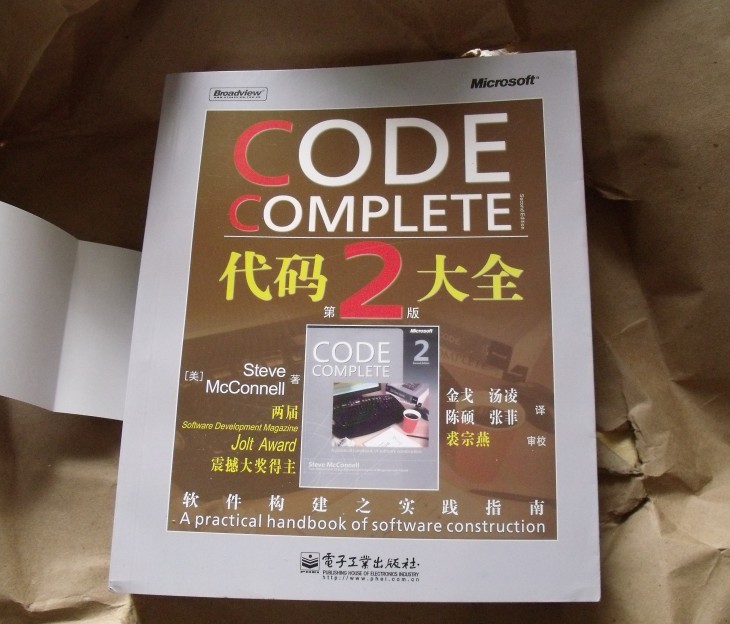 Broadview®
Microsoft®
CODE
COMPLETE
Second Edition
代码2大全
第 版
Microsoft
CODE
COMPLETE
2
Steve McConnell
[美] Steve McConnell 著
两届
Software Development Magazine
Jolt Award
震撼大奖得主
金戈 汤凌
陈硕 张菲 译
裘宗燕 审校
软件构建之实践指南
A practical handbook of software construction
電子工業出版社
PUBLISHING HOUSE OF ELECTRONICS INDUSTRY
http://www.phei.com.cn